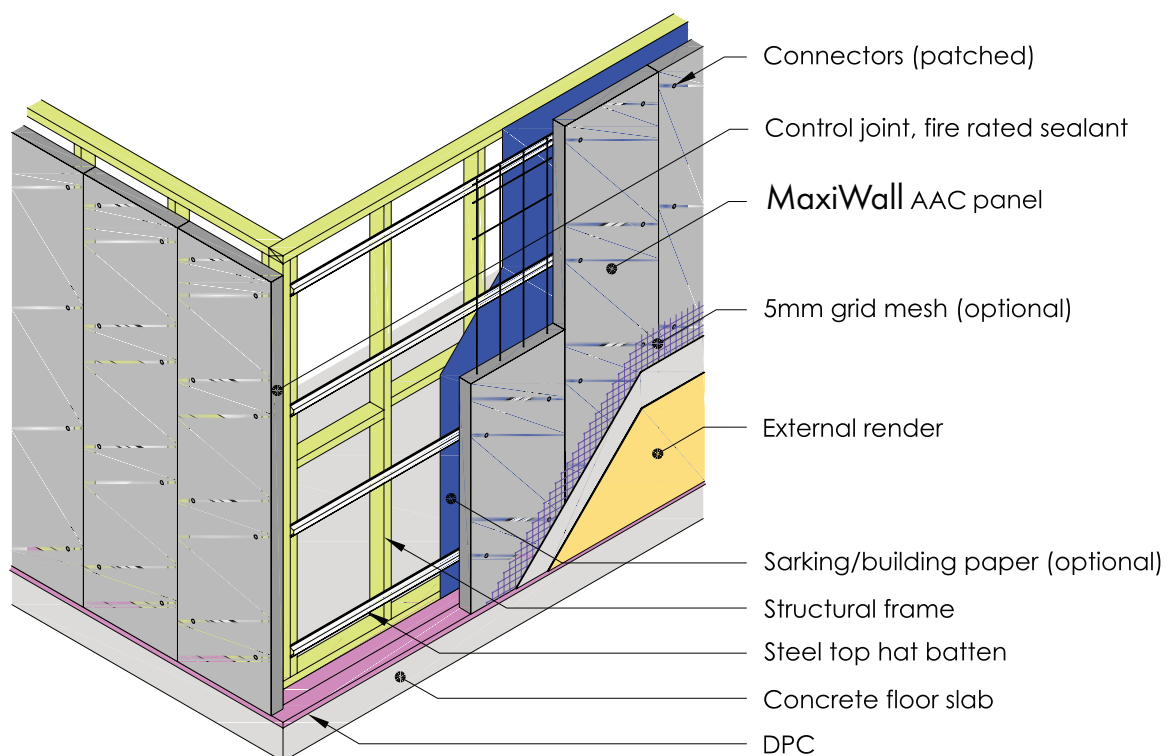 Connectors (patched)
Control joint, fire rated sealant
MaxiWall AAC panel
5mm grid mesh (optional)
External render
Sarking/building paper (optional)
Structural frame
Steel top hat batten
Concrete floor slab
DPC